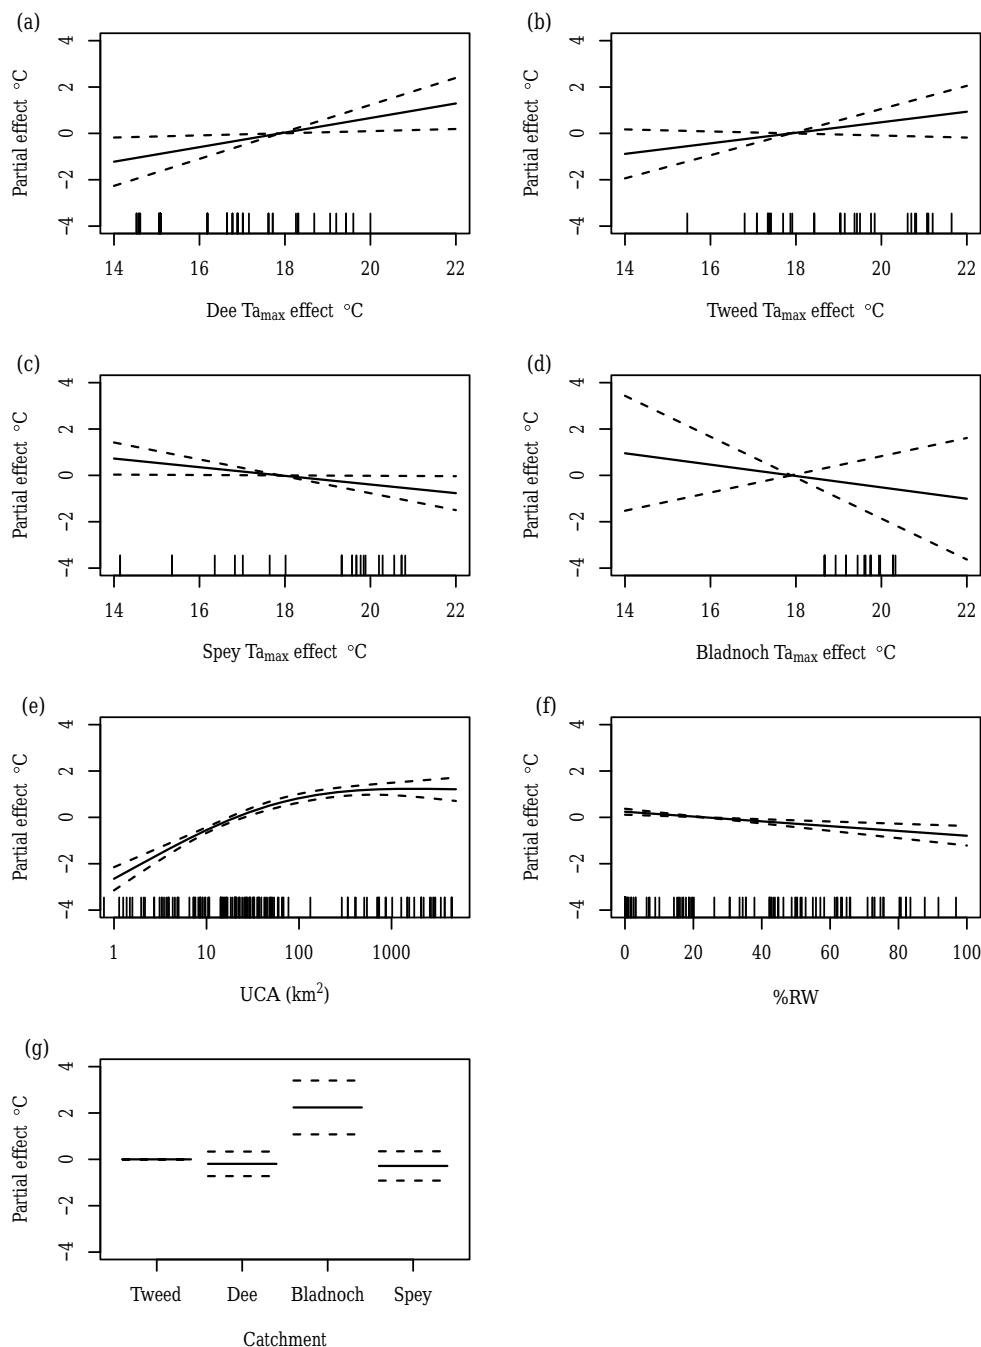 (a)
Partial effect °C
4
2
0
−2
−4
14 16 18 20 22
Dee Tamax effect °C
(b)
Partial effect °C
4
2
0
−2
−4
14 16 18 20 22
Tweed Tamax effect °C
(c)
Partial effect °C
4
2
0
−2
−4
14 16 18 20 22
Spey Tamax effect °C
(d)
Partial effect °C
4
2
0
−2
−4
14 16 18 20 22
Bladnoch Tamax effect °C
(e)
Partial effect °C
4
2
0
−2
−4
1 10 100 1000
UCA (km²)
(f)
Partial effect °C
4
2
0
−2
−4
0 20 40 60 80 100
%RW
(g)
Partial effect °C
4
2
0
−2
−4
Tweed Dee Bladnoch Spey
Catchment